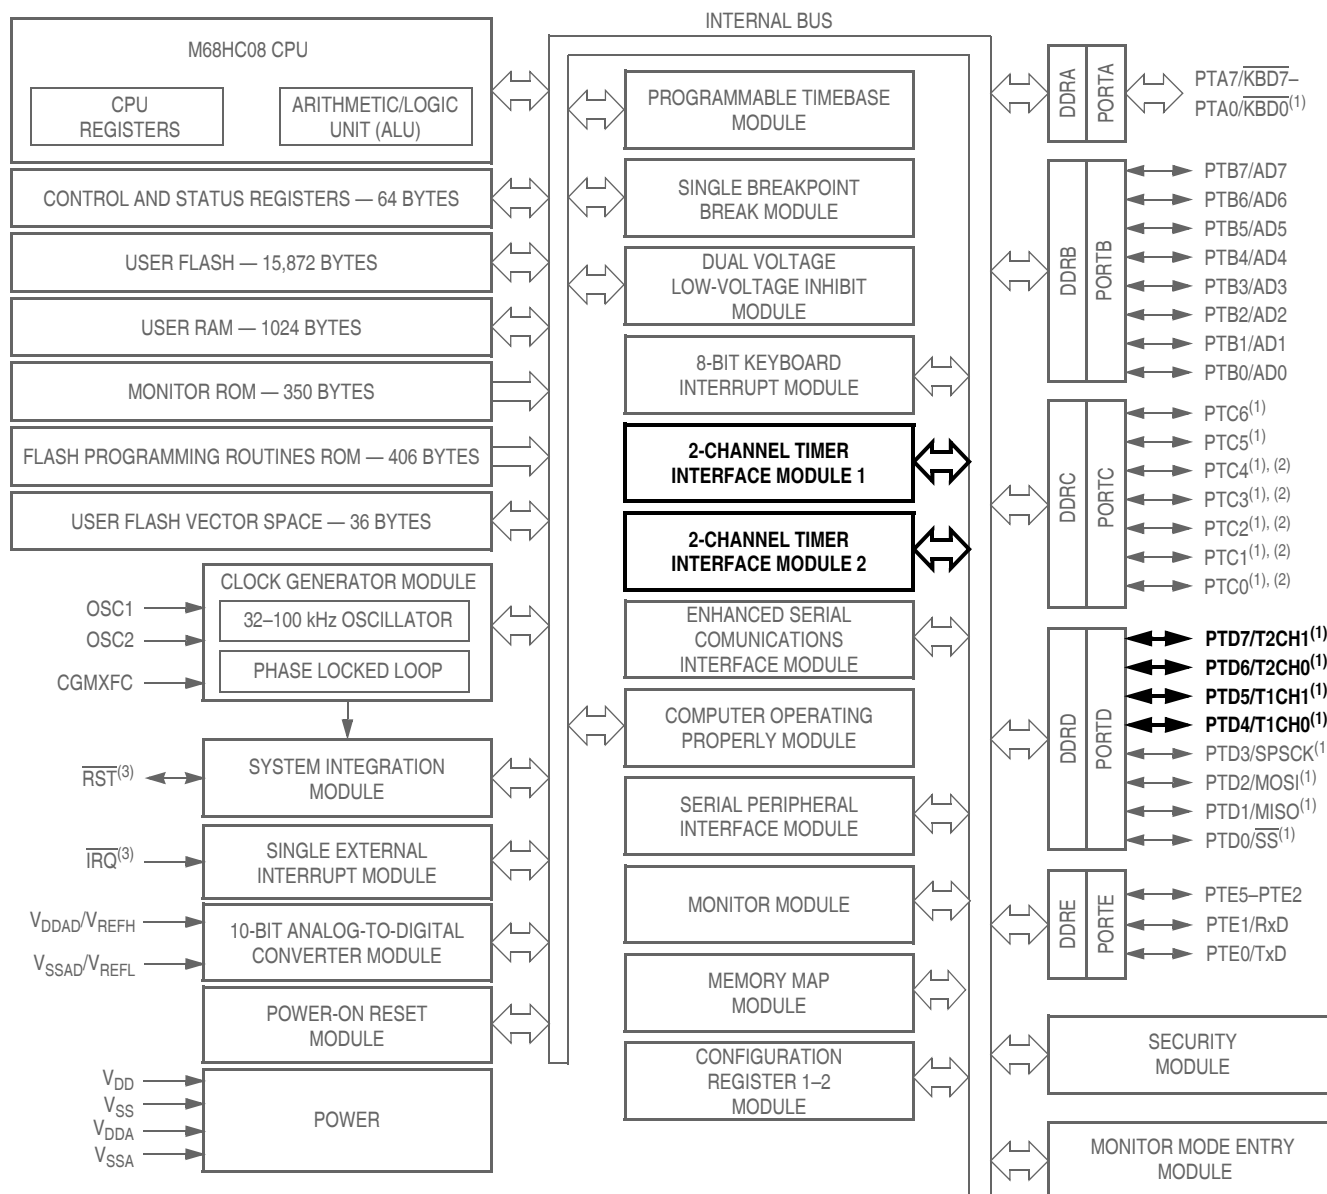 INTERNAL BUS
M68HC08 CPU
CPU
REGISTERS
ARITHMETIC/LOGIC
UNIT (ALU)
CONTROL AND STATUS REGISTERS — 64 BYTES
USER FLASH — 15,872 BYTES
USER RAM — 1024 BYTES
MONITOR ROM — 350 BYTES
FLASH PROGRAMMING ROUTINES ROM — 406 BYTES
USER FLASH VECTOR SPACE — 36 BYTES
CLOCK GENERATOR MODULE
32–100 kHz OSCILLATOR
PHASE LOCKED LOOP
OSC1
OSC2
CGMXFC
SYSTEM INTEGRATION
MODULE
RST(3)
SINGLE EXTERNAL
INTERRUPT MODULE
IRQ(3)
10-BIT ANALOG-TO-DIGITAL
CONVERTER MODULE
VDDAD/VREFH
VSSAD/VREFL
POWER-ON RESET
MODULE
POWER
VDD
VSS
VDDA
VSSA
PROGRAMMABLE TIMEBASE
MODULE
SINGLE BREAKPOINT
BREAK MODULE
DUAL VOLTAGE
LOW-VOLTAGE INHIBIT
MODULE
8-BIT KEYBOARD
INTERRUPT MODULE
2-CHANNEL TIMER
INTERFACE MODULE 1
2-CHANNEL TIMER
INTERFACE MODULE 2
ENHANCED SERIAL
COMUNICATIONS
INTERFACE MODULE
COMPUTER OPERATING
PROPERLY MODULE
SERIAL PERIPHERAL
INTERFACE MODULE
MONITOR MODULE
MEMORY MAP
MODULE
CONFIGURATION
REGISTER 1–2
MODULE
DDRA
PORTA
PTA7/KBD7–
PTA0/KBD0(1)
DDRB
PORTB
PTB7/AD7
PTB6/AD6
PTB5/AD5
PTB4/AD4
PTB3/AD3
PTB2/AD2
PTB1/AD1
PTB0/AD0
DDRC
PORTC
PTC6(1)
PTC5(1)
PTC4(1), (2)
PTC3(1), (2)
PTC2(1), (2)
PTC1(1), (2)
PTC0(1), (2)
DDRD
PORTD
PTD7/T2CH1(1)
PTD6/T2CH0(1)
PTD5/T1CH1(1)
PTD4/T1CH0(1)
PTD3/SPSCK(1
PTD2/MOSI(1)
PTD1/MISO(1)
PTD0/SS(1)
DDRE
PORTE
PTE5–PTE2
PTE1/RxD
PTE0/TxD
SECURITY
MODULE
MONITOR MODE ENTRY
MODULE